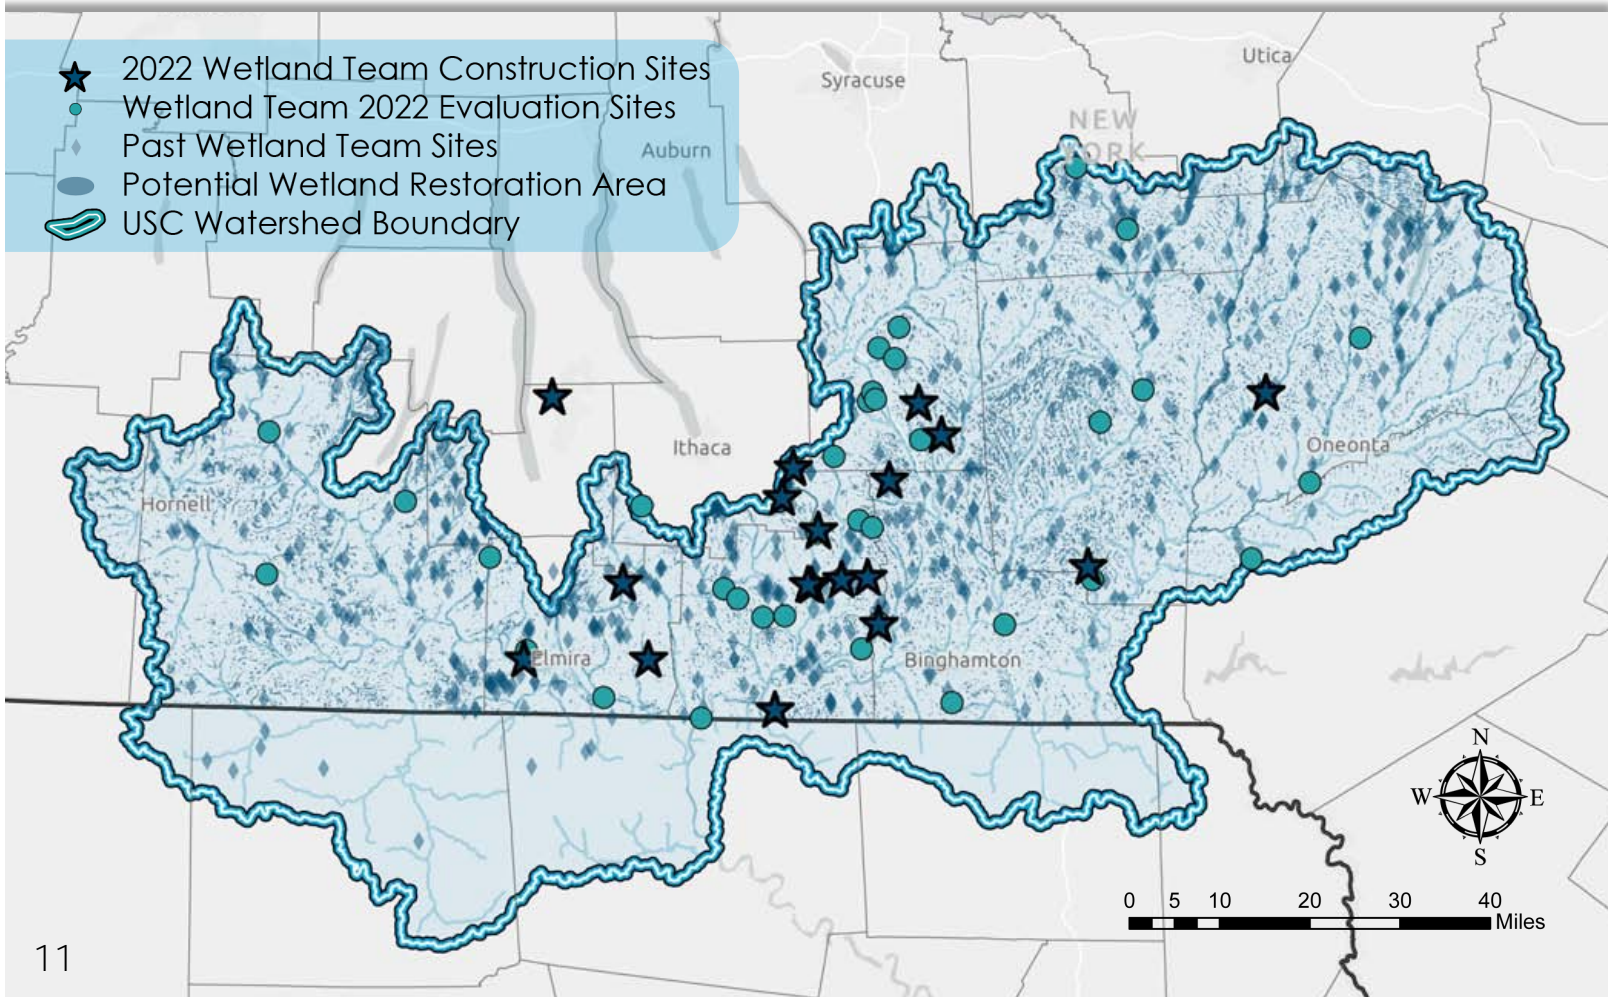 2022 Wetland Team Construction Sites
Wetland Team 2022 Evaluation Sites
Past Wetland Team Sites
Potential Wetland Restoration Area
USC Watershed Boundary
Utica
Syracuse
NEW
YORK
Auburn
Ithaca
Oneonta
Hornell
Elmira
Binghamton
N
W E
S
0 5 10 20 30 40
Miles
11